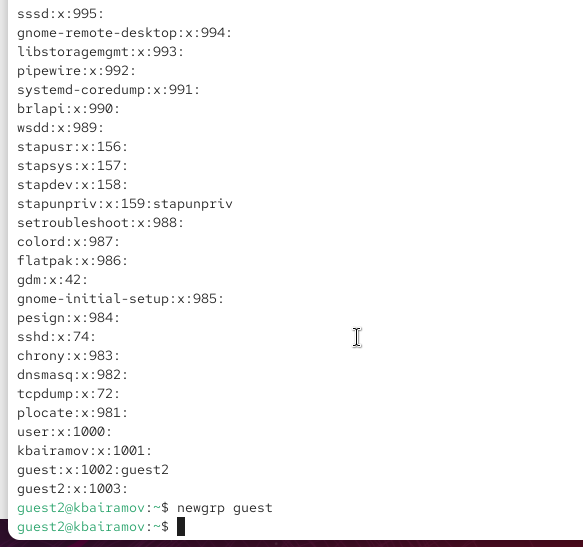 sssd:x:995:
gnome-remote-desktop:x:994:
libstoragemgmt:x:993:
pipewire:x:992:
systemd-coredump:x:991:
brlapi:x:990:
wsdd:x:989:
stapusr:x:156:
stapsys:x:157:
stapdev:x:158:
stapunpriv:x:159:stapunpriv
setroubleshoot:x:988:
colord:x:987:
flatpak:x:986:
gdm:x:42:
gnome-initial-setup:x:985:
pesign:x:984:
sshd:x:74:
chrony:x:983:
dnsmasq:x:982:
tcpdump:x:72:
plocate:x:981:
user:x:1000:
kbairamov:x:1001:
guest:x:1002:guest2
guest2:x:1003:
guest2@kbairamov:~$ newgrp guest
guest2@kbairamov:~$